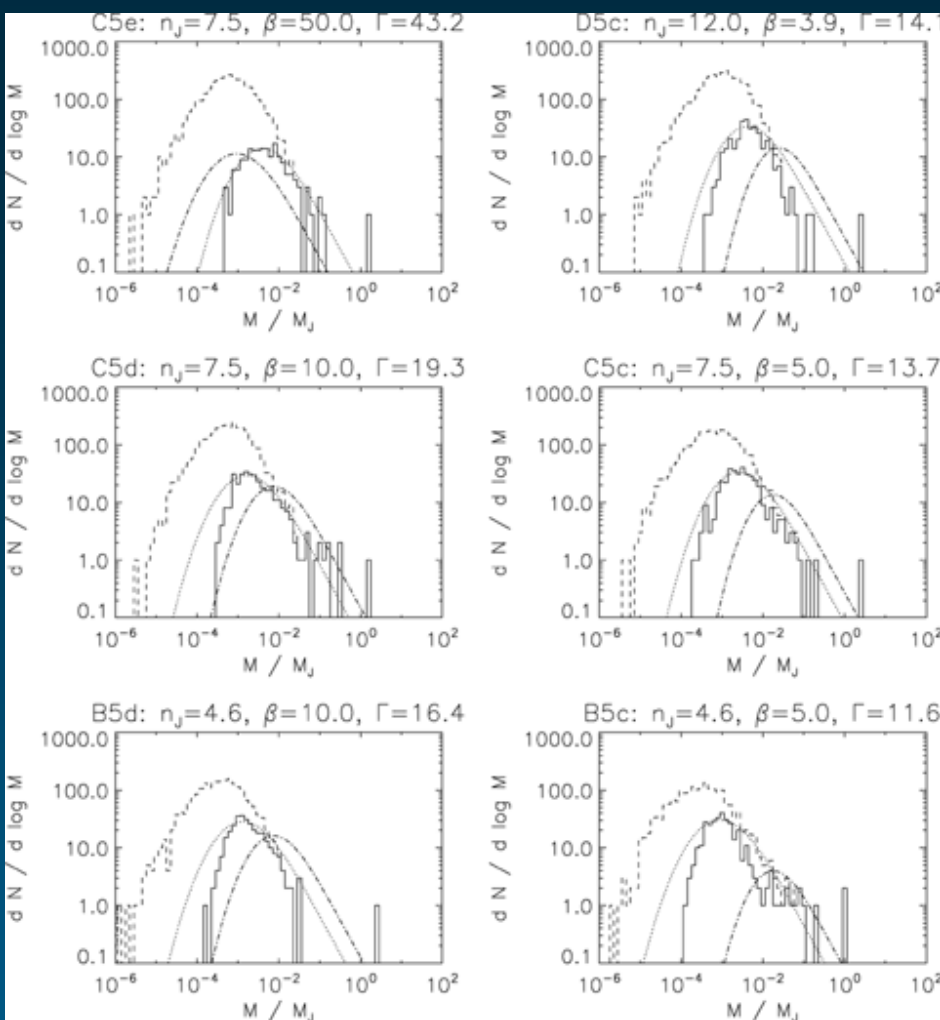 C5e: n_J=7.5, β=50.0, Γ=43.2
d N / d log M
1000.0
100.0
10.0
1.0
0.1
10^-6 10^-4 10^-2 10^0 10^2
M / M_J
D5c: n_J=12.0, β=3.9, Γ=14.1
d N / d log M
1000.0
100.0
10.0
1.0
0.1
10^-6 10^-4 10^-2 10^0 10^2
M / M_J
C5d: n_J=7.5, β=10.0, Γ=19.3
d N / d log M
1000.0
100.0
10.0
1.0
0.1
10^-6 10^-4 10^-2 10^0 10^2
M / M_J
C5c: n_J=7.5, β=5.0, Γ=13.7
d N / d log M
1000.0
100.0
10.0
1.0
0.1
10^-6 10^-4 10^-2 10^0 10^2
M / M_J
B5d: n_J=4.6, β=10.0, Γ=16.4
d N / d log M
1000.0
100.0
10.0
1.0
0.1
10^-6 10^-4 10^-2 10^0 10^2
M / M_J
B5c: n_J=4.6, β=5.0, Γ=11.6
d N / d log M
1000.0
100.0
10.0
1.0
0.1
10^-6 10^-4 10^-2 10^0 10^2
M / M_J